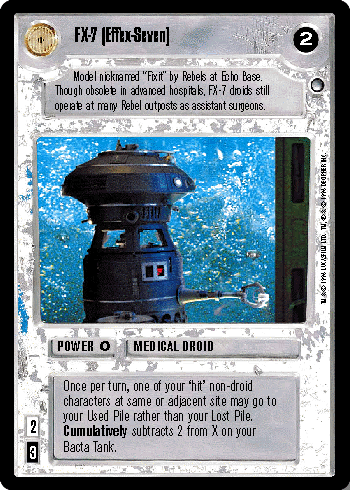 FX-7 (Effex-Seven)
2
Model nicknamed "Fixit" by Rebels at Echo Base.
Though obsolete in advanced hospitals, FX-7 droids still
operate at many Rebel outposts as assistant surgeons.
POWER 0
MEDICAL DROID
Once per turn, one of your 'hit' non-droid
characters at same or adjacent site may go to
your Used Pile rather than your Lost Pile.
Cumulatively subtracts 2 from X on your
Bacta Tank.
2
3